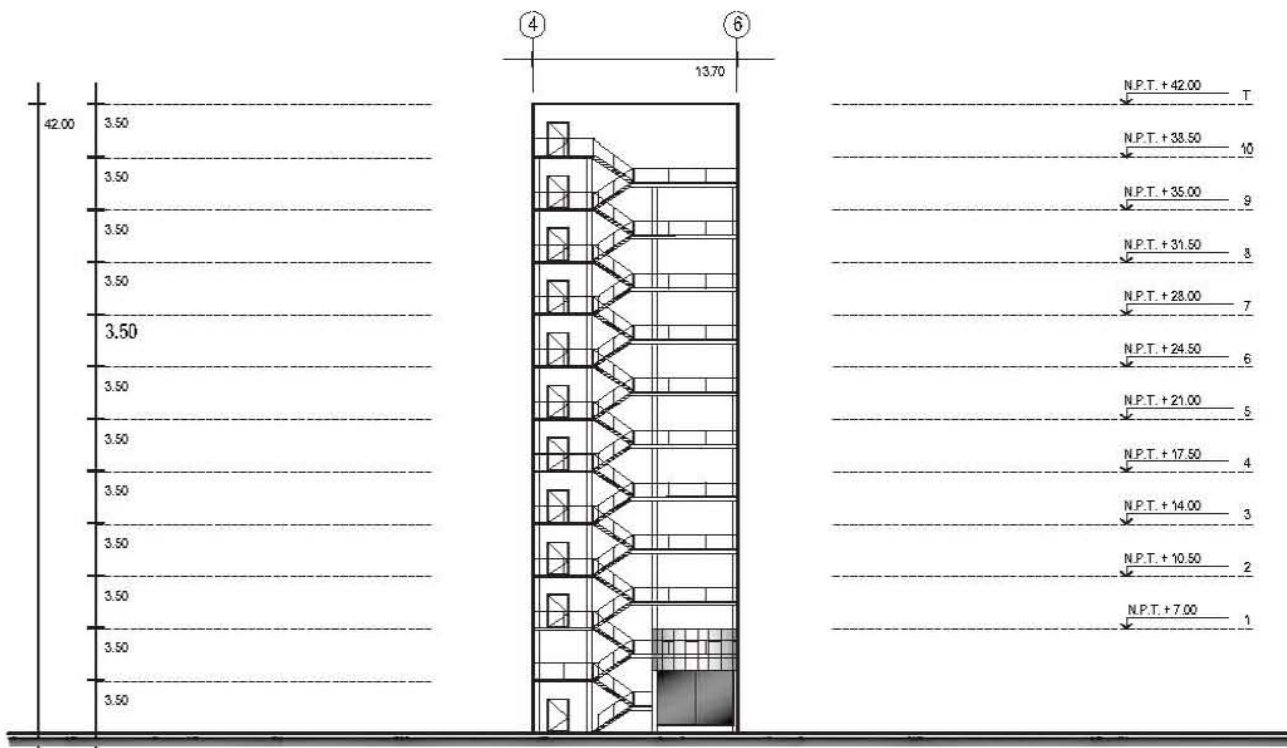 4 6
13.70
42.00
3.50
3.50
3.50
3.50
3.50
3.50
3.50
3.50
3.50
3.50
3.50
3.50
N.P.T. + 42.00 T
N.P.T. + 38.50 10
N.P.T. + 35.00 9
N.P.T. + 31.50 8
N.P.T. + 28.00 7
N.P.T. + 24.50 6
N.P.T. + 21.00 5
N.P.T. + 17.50 4
N.P.T. + 14.00 3
N.P.T. + 10.50 2
N.P.T. + 7.00 1